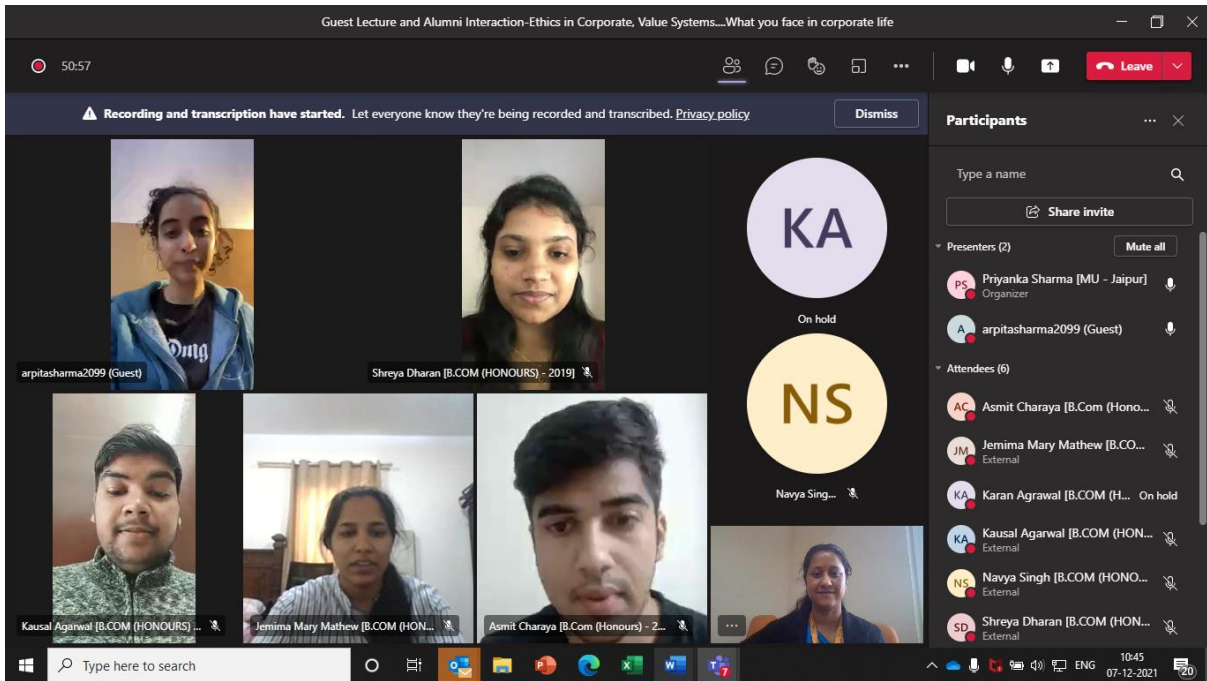 Guest Lecture and Alumni Interaction-Ethics in Corporate, Value Systems....What you face in corporate life
50:57
Leave
Recording and transcription have started. Let everyone know they're being recorded and transcribed. Privacy policy
Dismiss
Omg
arpitasharma2099 (Guest)
Shreya Dharan [B.COM (HONOURS) - 2019]
KA
On hold
NS
Navya Sing...
Kausal Agarwal [B.COM (HONOURS) ...
Jemima Mary Mathew [B.COM (HON...
Asmit Charaya [B.Com (Honours) - 2...
...
Participants
Type a name
Share invite
Presenters (2)
Mute all
PS
Priyanka Sharma [MU - Jaipur]
Organizer
A
arpitasharma2099 (Guest)
Attendees (6)
AC
Asmit Charaya [B.Com (Hono...
JM
Jemima Mary Mathew [B.CO...
External
KA
Karan Agrawal [B.COM (H... On hold
KA
Kausal Agarwal [B.COM (HON...
External
NS
Navya Singh [B.COM (HONO...
External
SD
Shreya Dharan [B.COM (HON...
External
Type here to search
7
ENG
10:45
07-12-2021
20